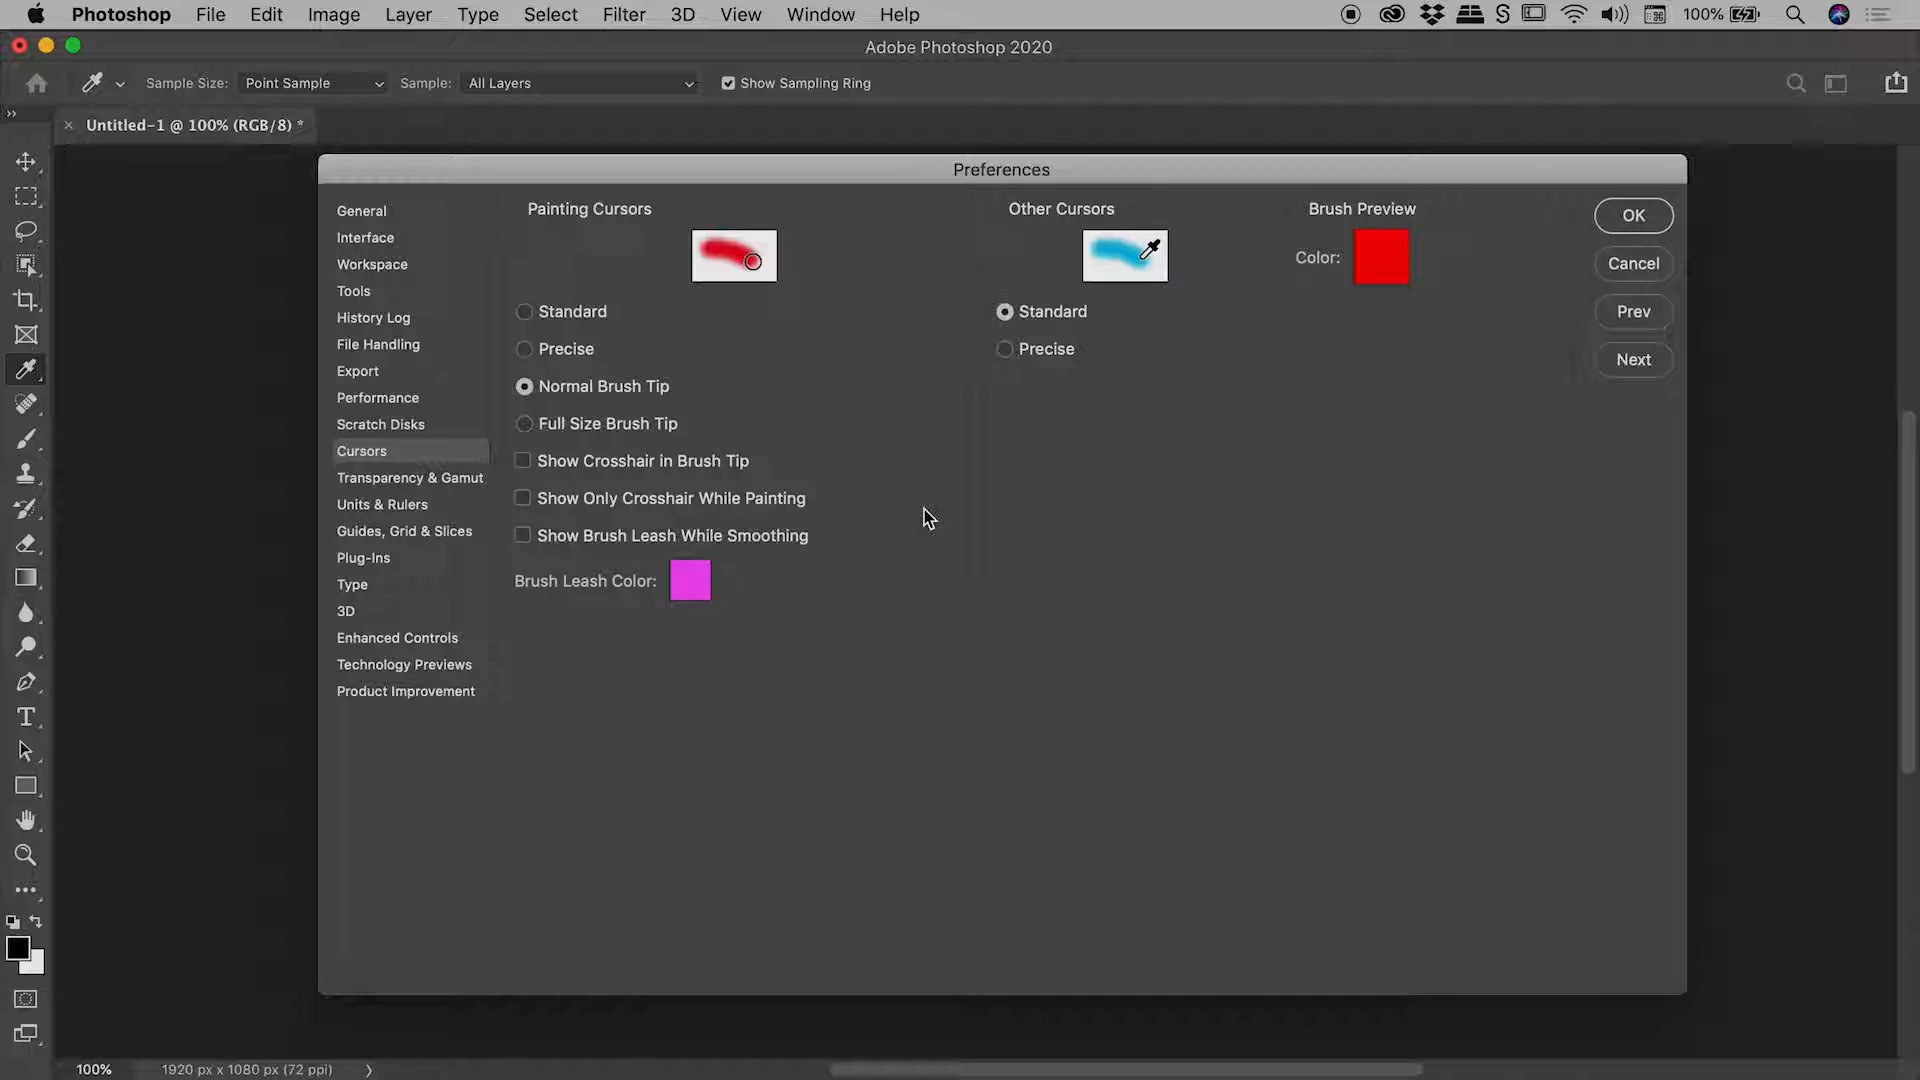 Photoshop File Edit Image Layer Type Select Filter 3D View Window Help 100%
Adobe Photoshop 2020
Sample Size: Point Sample Sample: All Layers Show Sampling Ring
Untitled-1 @ 100% (RGB/8) *
Preferences
General
Interface
Workspace
Tools
History Log
File Handling
Export
Performance
Scratch Disks
Cursors
Transparency & Gamut
Units & Rulers
Guides, Grid & Slices
Plug-Ins
Type
3D
Enhanced Controls
Technology Previews
Product Improvement
Painting Cursors
Standard
Precise
Normal Brush Tip
Full Size Brush Tip
Show Crosshair in Brush Tip
Show Only Crosshair While Painting
Show Brush Leash While Smoothing
Brush Leash Color:
Other Cursors
Standard
Precise
Brush Preview
Color:
OK
Cancel
Prev
Next
100% 1920 px x 1080 px (72 ppi)